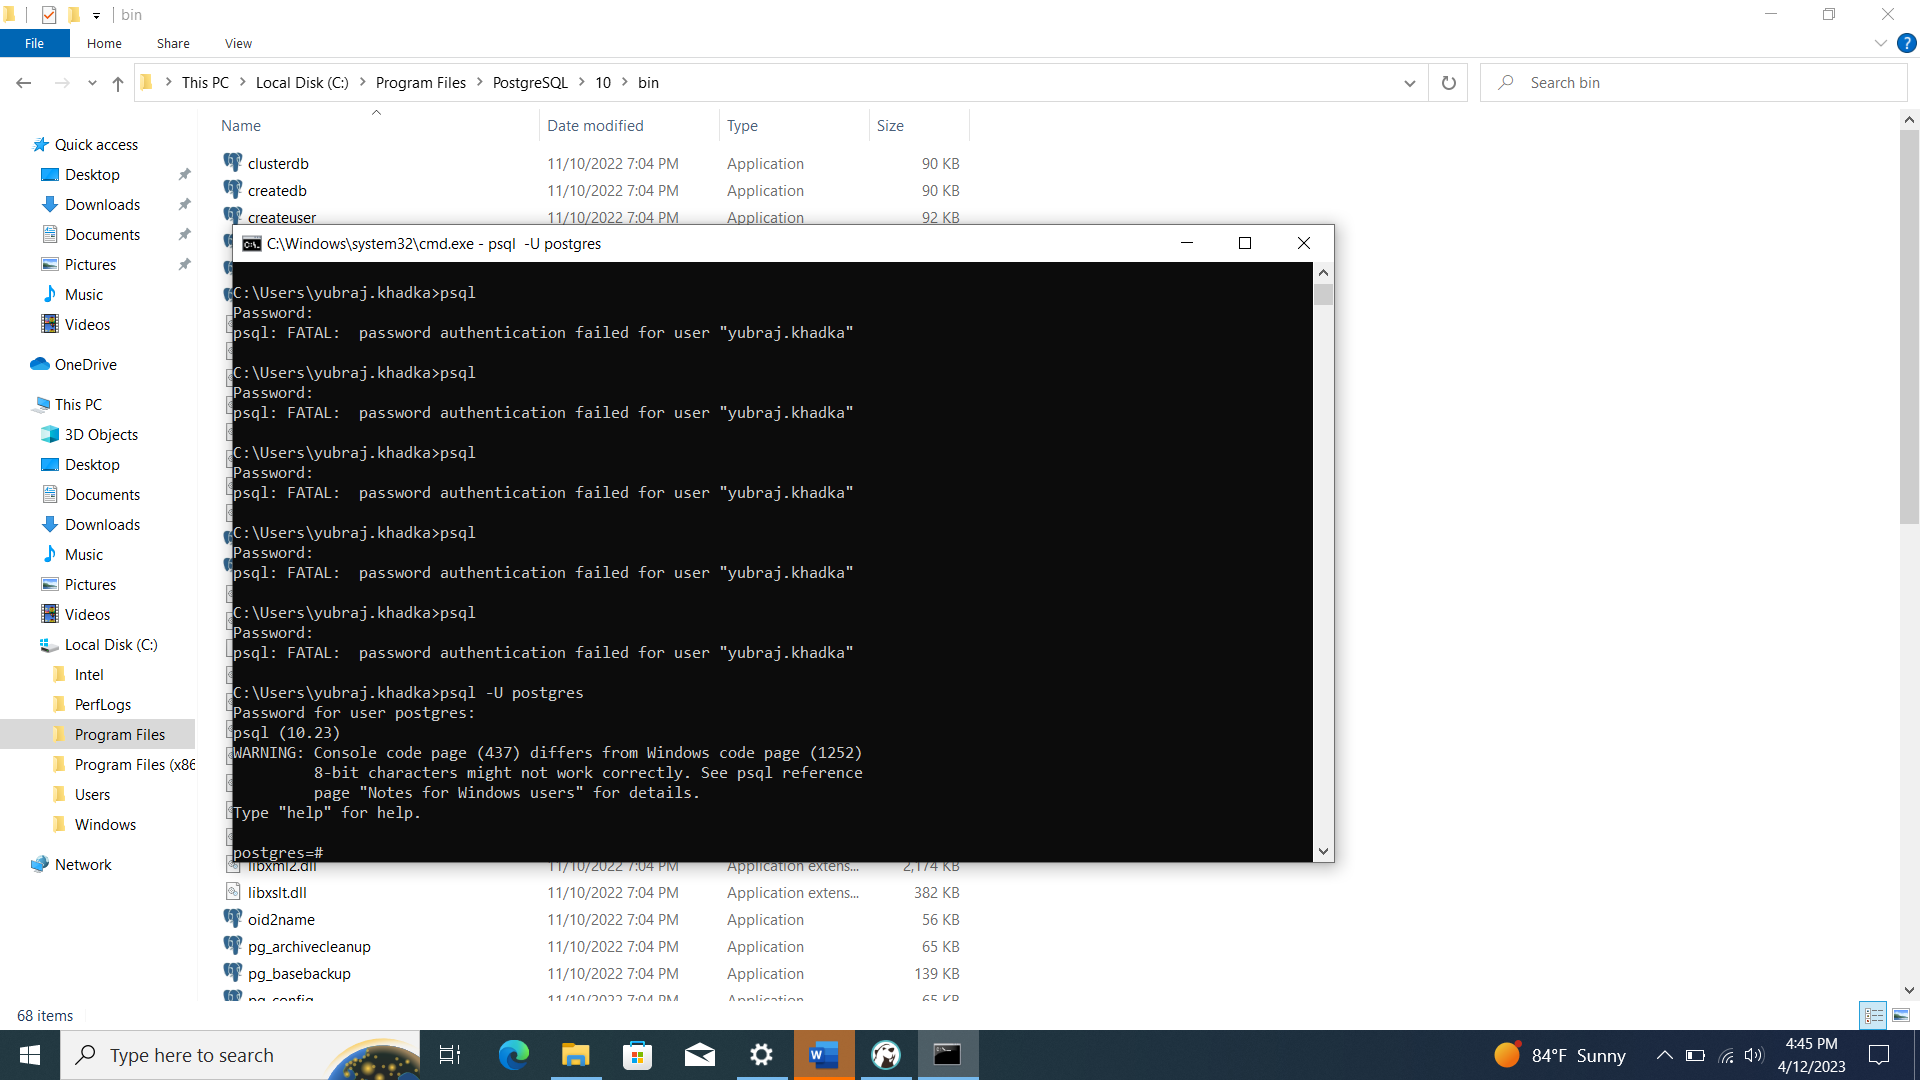 bin
File Home Share View
This PC Local Disk (C:) Program Files PostgreSQL 10 bin
Search bin
Name Date modified Type Size
Quick access
Desktop
Downloads
Documents
Pictures
Music
Videos
OneDrive
This PC
3D Objects
Desktop
Documents
Downloads
Music
Pictures
Videos
Local Disk (C:)
Intel
PerfLogs
Program Files
Program Files (x86
Users
Windows
Network
clusterdb 11/10/2022 7:04 PM Application 90 KB
createdb 11/10/2022 7:04 PM Application 90 KB
createuser 11/10/2022 7:04 PM Application 92 KB
C:\Windows\system32\cmd.exe - psql -U postgres
C:\Users\yubraj.khadka>psql
Password:
psql: FATAL:  password authentication failed for user "yubraj.khadka"
C:\Users\yubraj.khadka>psql
Password:
psql: FATAL:  password authentication failed for user "yubraj.khadka"
C:\Users\yubraj.khadka>psql
Password:
psql: FATAL:  password authentication failed for user "yubraj.khadka"
C:\Users\yubraj.khadka>psql
Password:
psql: FATAL:  password authentication failed for user "yubraj.khadka"
C:\Users\yubraj.khadka>psql
Password:
psql: FATAL:  password authentication failed for user "yubraj.khadka"
C:\Users\yubraj.khadka>psql -U postgres
Password for user postgres:
psql (10.23)
WARNING: Console code page (437) differs from Windows code page (1252)
8-bit characters might not work correctly. See psql reference
page "Notes for Windows users" for details.
Type "help" for help.
postgres=#
libxml2.dll 11/10/2022 7:04 PM Application extens... 2,174 KB
libxslt.dll 11/10/2022 7:04 PM Application extens... 382 KB
oid2name 11/10/2022 7:04 PM Application 56 KB
pg_archivecleanup 11/10/2022 7:04 PM Application 65 KB
pg_basebackup 11/10/2022 7:04 PM Application 139 KB
pg_config 11/10/2022 7:04 PM Application 65 KB
68 items
Type here to search
84°F Sunny
4:45 PM
4/12/2023